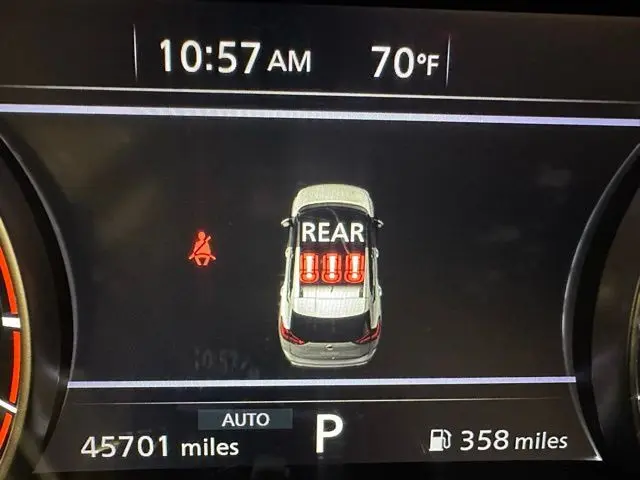 10:57 AM 70°F
REAR
AUTO
45701 miles P 358 miles